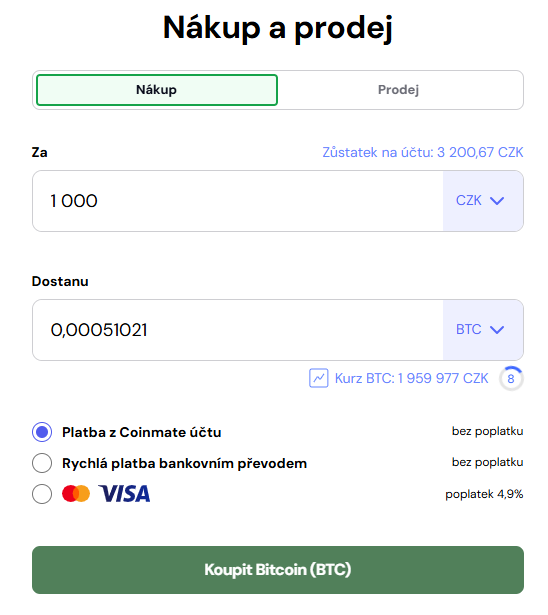 Nákup a prodej
Nákup Prodej
Za Zůstatek na účtu: 3 200,67 CZK
1 000 CZK
Dostanu
0,00051021 BTC
Kurz BTC: 1 959 977 CZK 8
Platba z Coinmate účtu bez poplatku
Rychlá platba bankovním převodem bez poplatku
VISA poplatek 4,9%
Koupit Bitcoin (BTC)